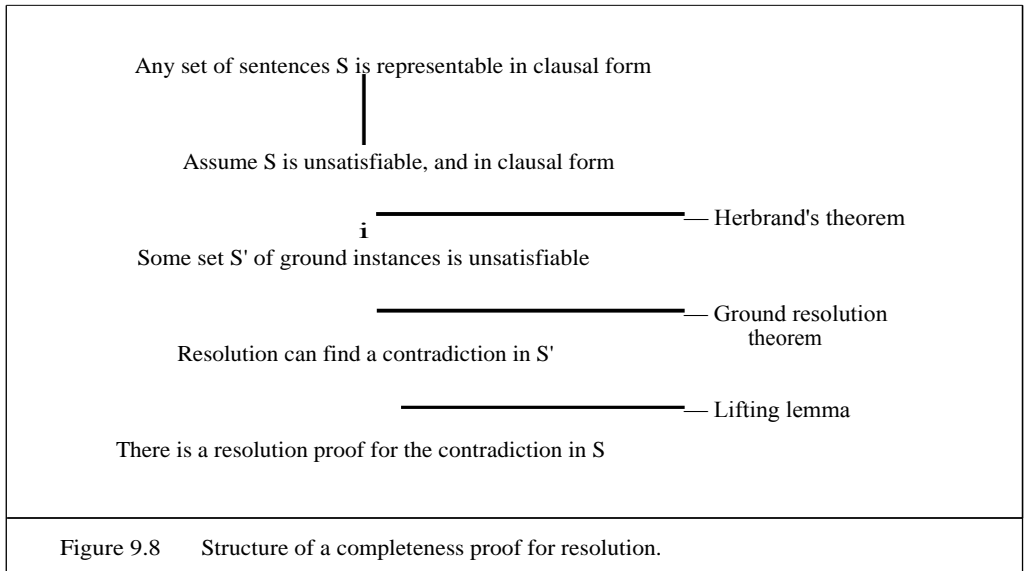 Any set of sentences S is representable in clausal form
Assume S is unsatisfiable, and in clausal form
— Herbrand's theorem
i
Some set S' of ground instances is unsatisfiable
— Ground resolution
theorem
Resolution can find a contradiction in S'
— Lifting lemma
There is a resolution proof for the contradiction in S
Figure 9.8 Structure of a completeness proof for resolution.